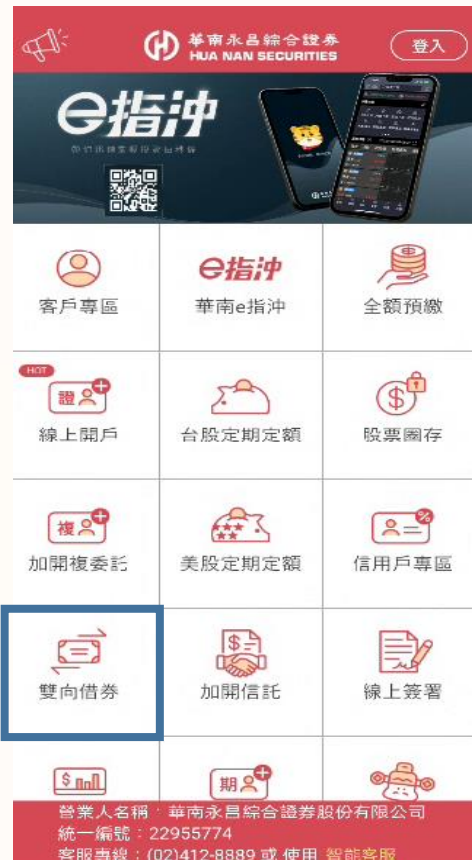 華南永昌綜合證券
HUA NAN SECURITIES
登入
e指沖
客戶專區
e指沖
華南e指沖
全額預繳
HOT
證
線上開戶
台股定期定額
$
股票圈存
複
加開複委託
美股定期定額
%
信用戶專區
雙向借券
$
加開信託
線上簽署
$
期
營業人名稱：華南永昌綜合證券股份有限公司
統一編號：22955774
客服專線：(02)412-8889 或 使用 智能客服